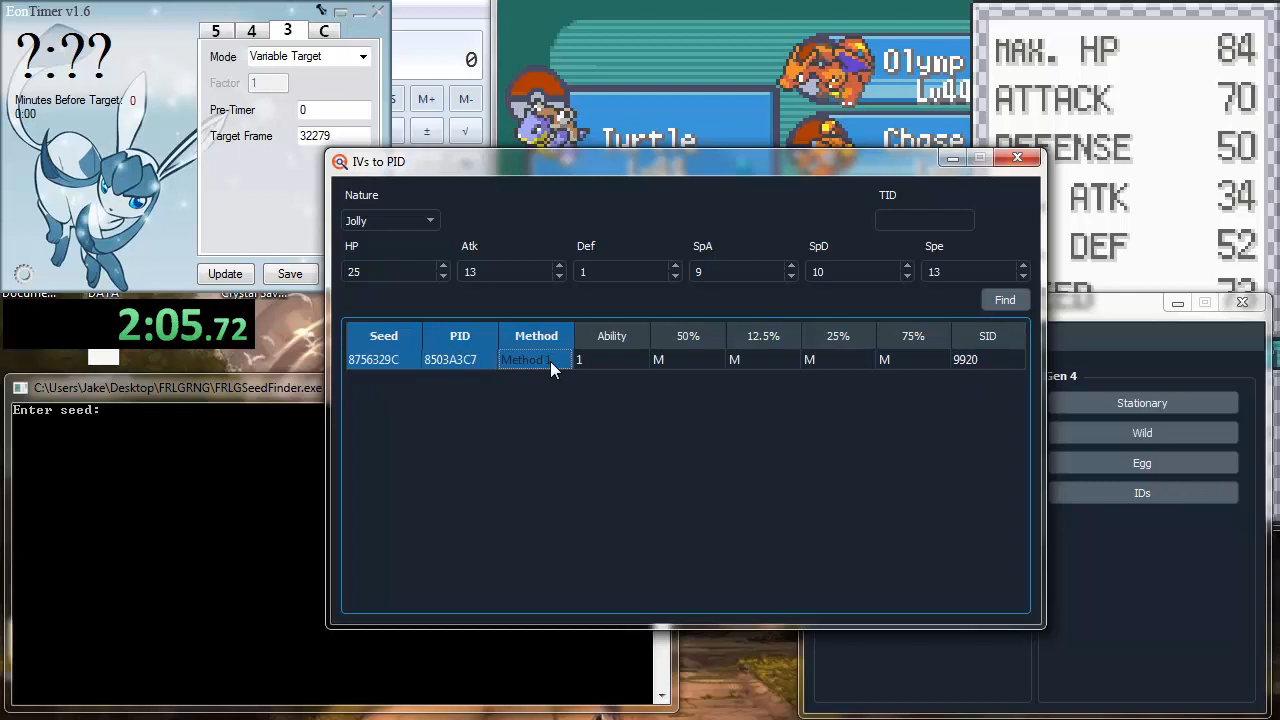 EonTimer v1.6
5 4 3 C
?:??
Mode Variable Target
Factor 1
Minutes Before Target: 0
0:00
Pre-Timer 0
Target Frame 32279
Update Save
2:05.72
0
M+ M-
± √
Turtle
Olymp
Chose
MAX. HP 84
ATTACK 70
DEFENSE 50
ATK 34
DEF 52
IVs to PID
Nature TID
Jolly
HP Atk Def SpA SpD Spe
25 13 1 9 10 13
Find
Seed PID Method Ability 50% 12.5% 25% 75% SID
8756329C 8503A3C7 Method 1 1 M M M M 9920
C:\Users\Jake\Desktop\FRLGRNG\FRLGSeedFinder.exe
Enter seed:
Gen 4
Stationary
Wild
Egg
IDs